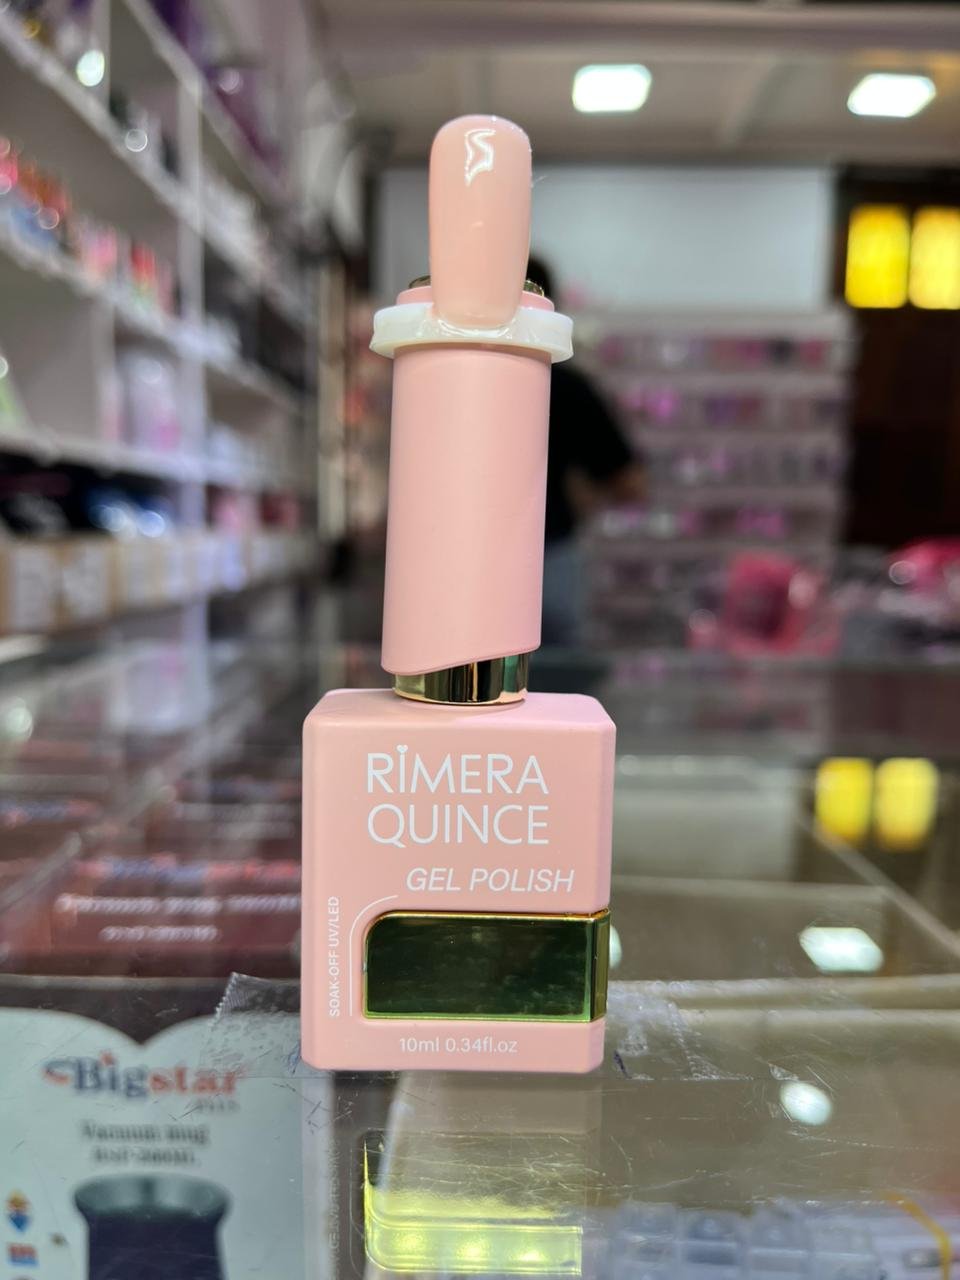 RIMERA
QUINCE
GEL POLISH
SOAK-OFF UV/LED
10ml 0.34fl.oz
Bigstar
Vacuum mug